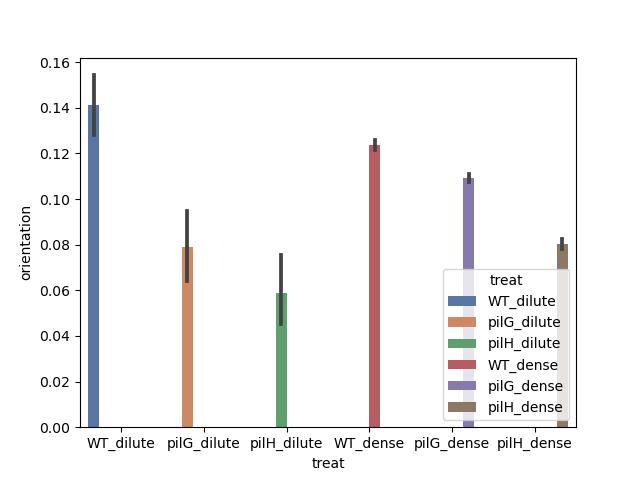 0.16
0.14
0.12
0.10
0.08
0.06
0.04
0.02
0.00
orientation
WT_dilute pilG_dilute pilH_dilute WT_dense pilG_dense pilH_dense
treat
treat
WT_dilute
pilG_dilute
pilH_dilute
WT_dense
pilG_dense
pilH_dense